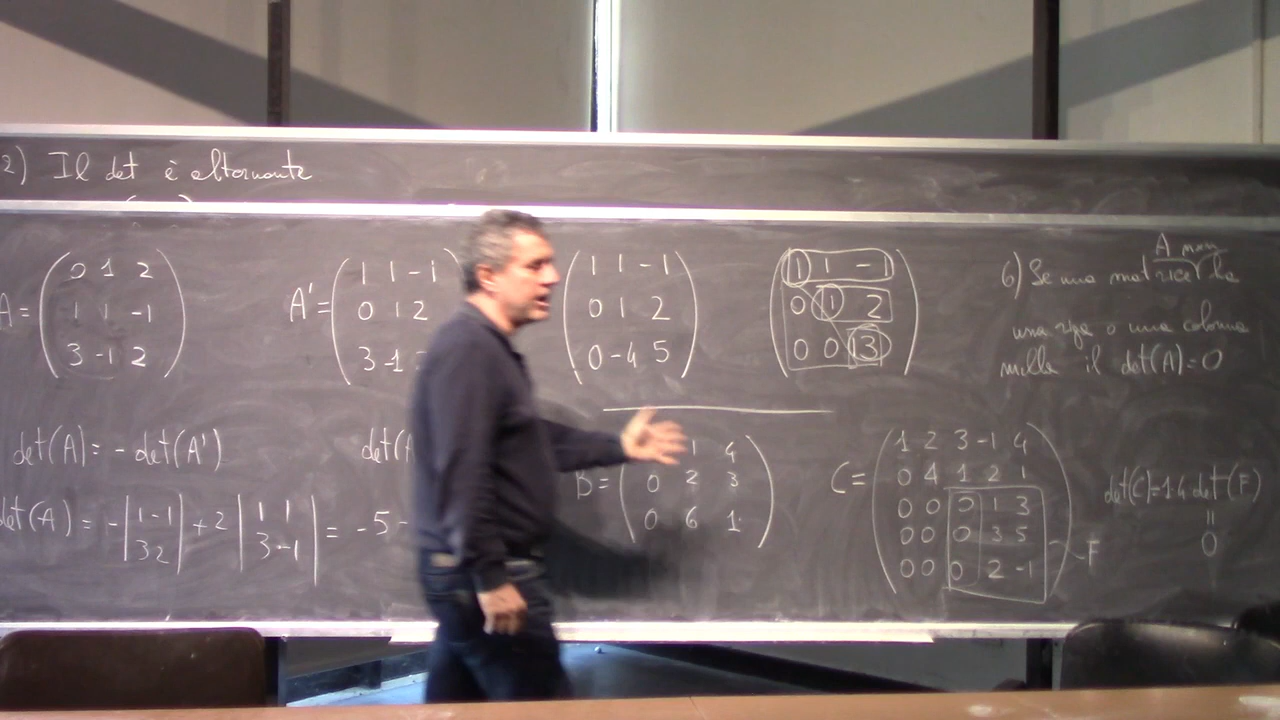 2) Il det è alternante
A= ( 0 1 2
1 1 -1
3 -1 2 )
A'= ( 1 1 -1
0 1 2
3 -1
( 1 1 -1
0 1 2
0 -4 5 )
( 1 1 -1
0 1 2
0 0 13 )
A non
6) Se una matrice ha
una riga o una colonna
nulla il det(A)=0
det(A)= -det(A')
det(A
det(A) = -|1 -1
3 2| +2 |1 1
3 -1| = -5 -
B= ( 1 4
0 2 3
0 6 1 )
C= ( 1 2 3 -1 4
0 4 1 2 1
0 0 0 1 3
0 0 0 3 5
0 0 0 2 -1 )
F
det(C)=1·4 det(F)
=
0